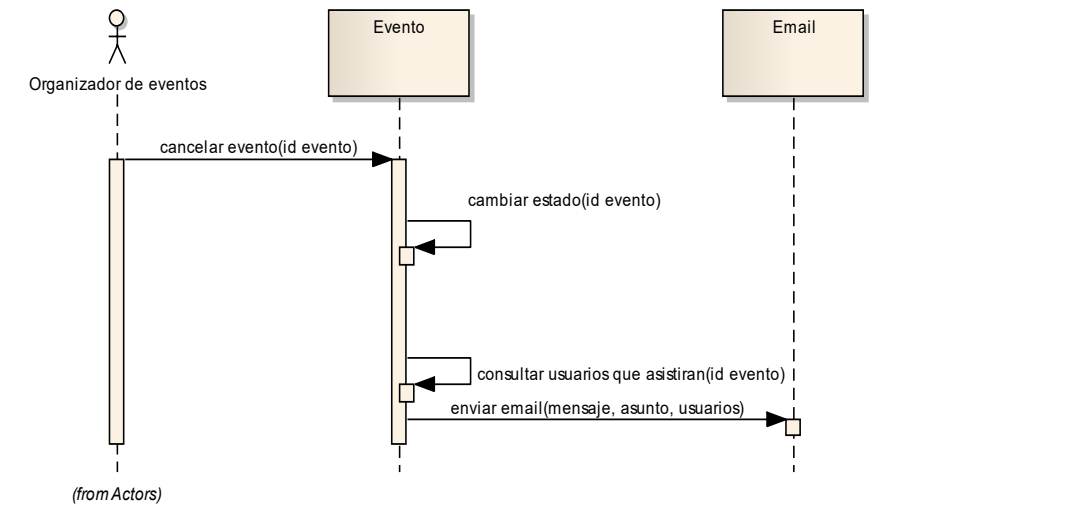 Evento
Email
Organizador de eventos
cancelar evento(id evento)
cambiar estado(id evento)
consultar usuarios que asistiran(id evento)
enviar email(mensaje, asunto, usuarios)
(from Actors)